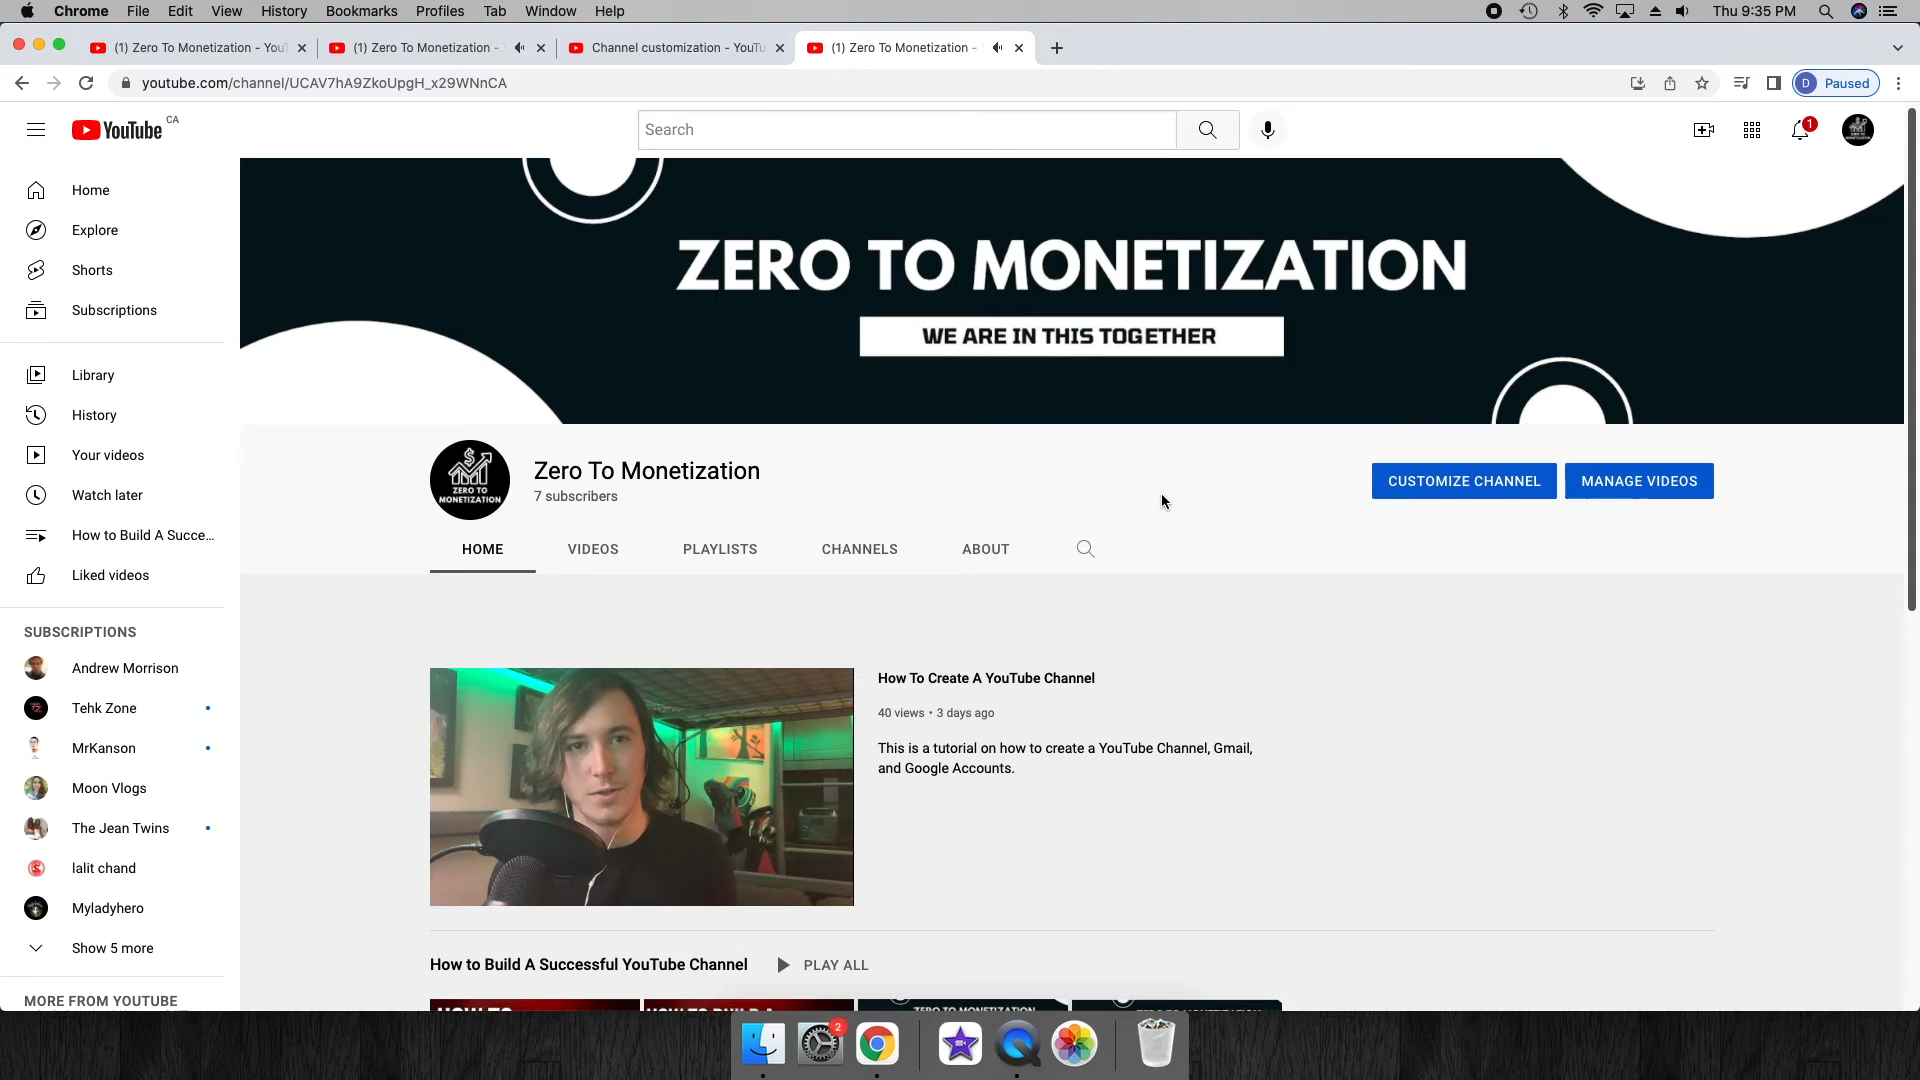 Chrome File Edit View History Bookmarks Profiles Tab Window Help Thu 9:35 PM
(1) Zero To Monetization - YouT
(1) Zero To Monetization -
Channel customization - YouTu
(1) Zero To Monetization -
youtube.com/channel/UCAV7hA9ZkoUpgH_x29WNnCA
D Paused
YouTube CA
Search
1
Home
Explore
Shorts
Subscriptions
Library
History
Your videos
Watch later
How to Build A Succe...
Liked videos
SUBSCRIPTIONS
Andrew Morrison
Tehk Zone
MrKanson
Moon Vlogs
The Jean Twins
lalit chand
Myladyhero
Show 5 more
MORE FROM YOUTUBE
ZERO TO MONETIZATION
WE ARE IN THIS TOGETHER
ZERO TO
MONETIZATION
Zero To Monetization
7 subscribers
CUSTOMIZE CHANNEL
MANAGE VIDEOS
HOME VIDEOS PLAYLISTS CHANNELS ABOUT
How To Create A YouTube Channel
40 views • 3 days ago
This is a tutorial on how to create a YouTube Channel, Gmail,
and Google Accounts.
How to Build A Successful YouTube Channel PLAY ALL
2